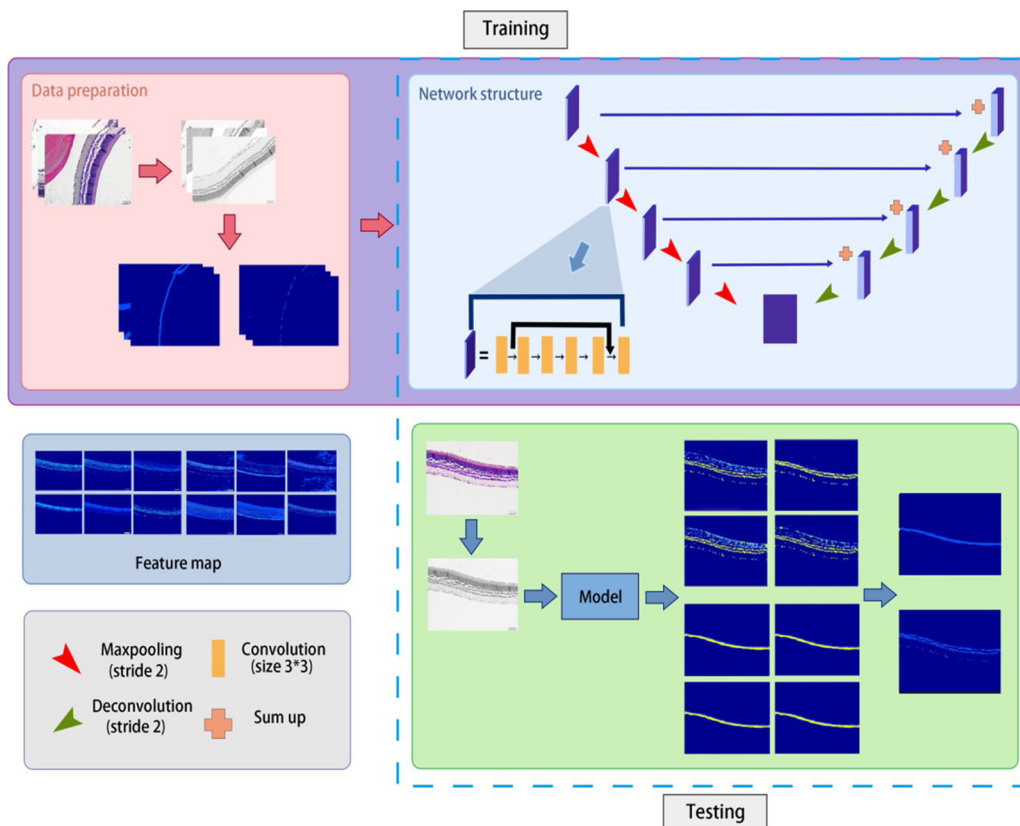 Training
Data preparation
Network structure
=
Feature map
Model
Maxpooling
(stride 2)
Convolution
(size 3*3)
Deconvolution
(stride 2)
Sum up
Testing